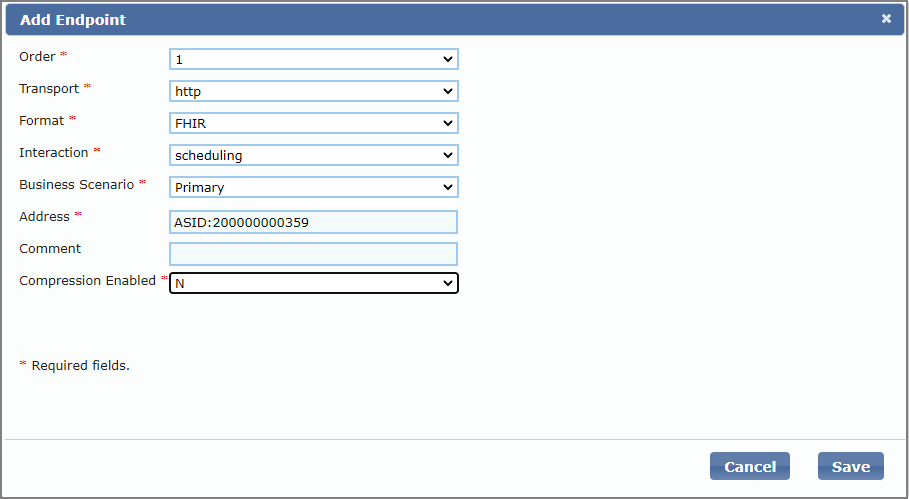 Add Endpoint ×
Order * 1
Transport * http
Format * FHIR
Interaction * scheduling
Business Scenario * Primary
Address * ASID:200000000359
Comment
Compression Enabled * N
* Required fields.
Cancel Save